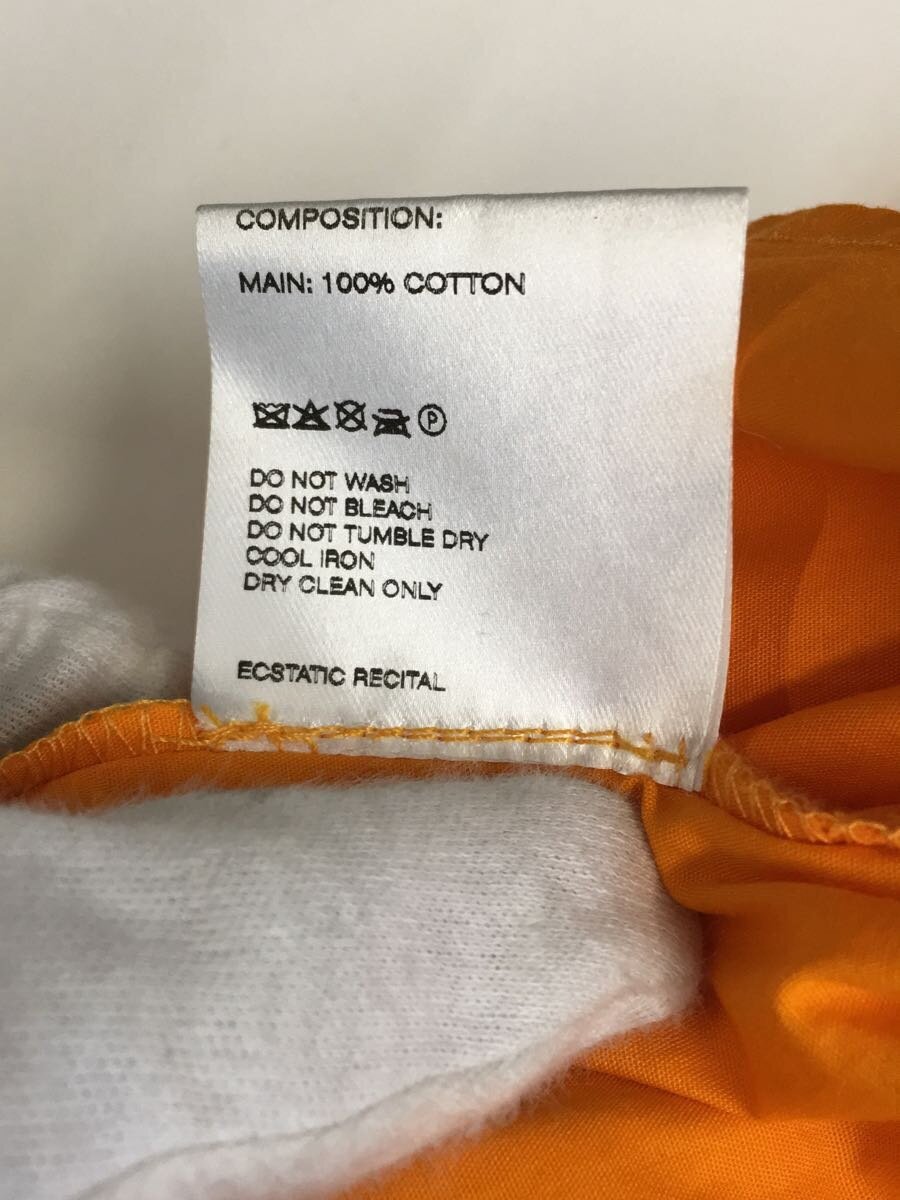 COMPOSITION:
MAIN: 100% COTTON
P
DO NOT WASH
DO NOT BLEACH
DO NOT TUMBLE DRY
COOL IRON
DRY CLEAN ONLY
ECSTATIC RECITAL